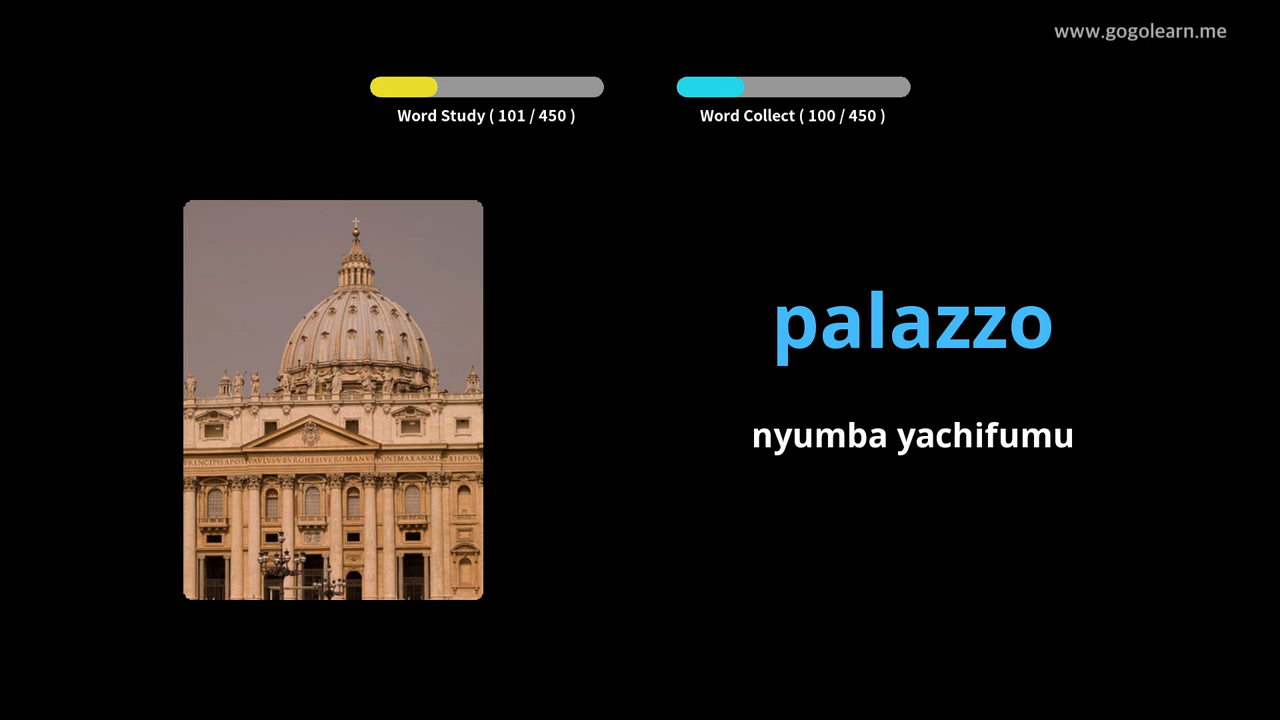 www.gogolearn.me
Word Study ( 101 / 450 )
Word Collect ( 100 / 450 )
palazzo
nyumba yachifumu